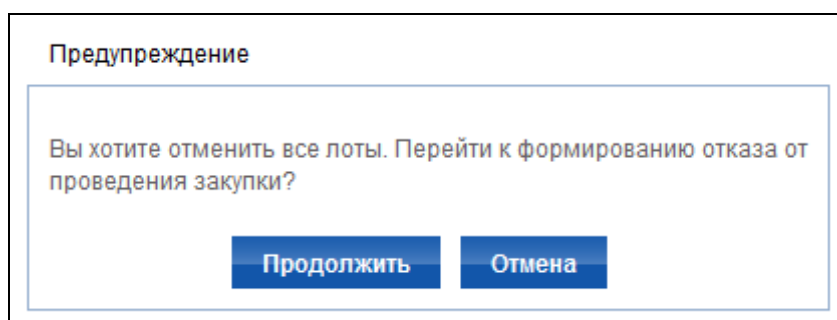 Предупреждение
Вы хотите отменить все лоты. Перейти к формированию отказа от
проведения закупки?
Продолжить Отмена